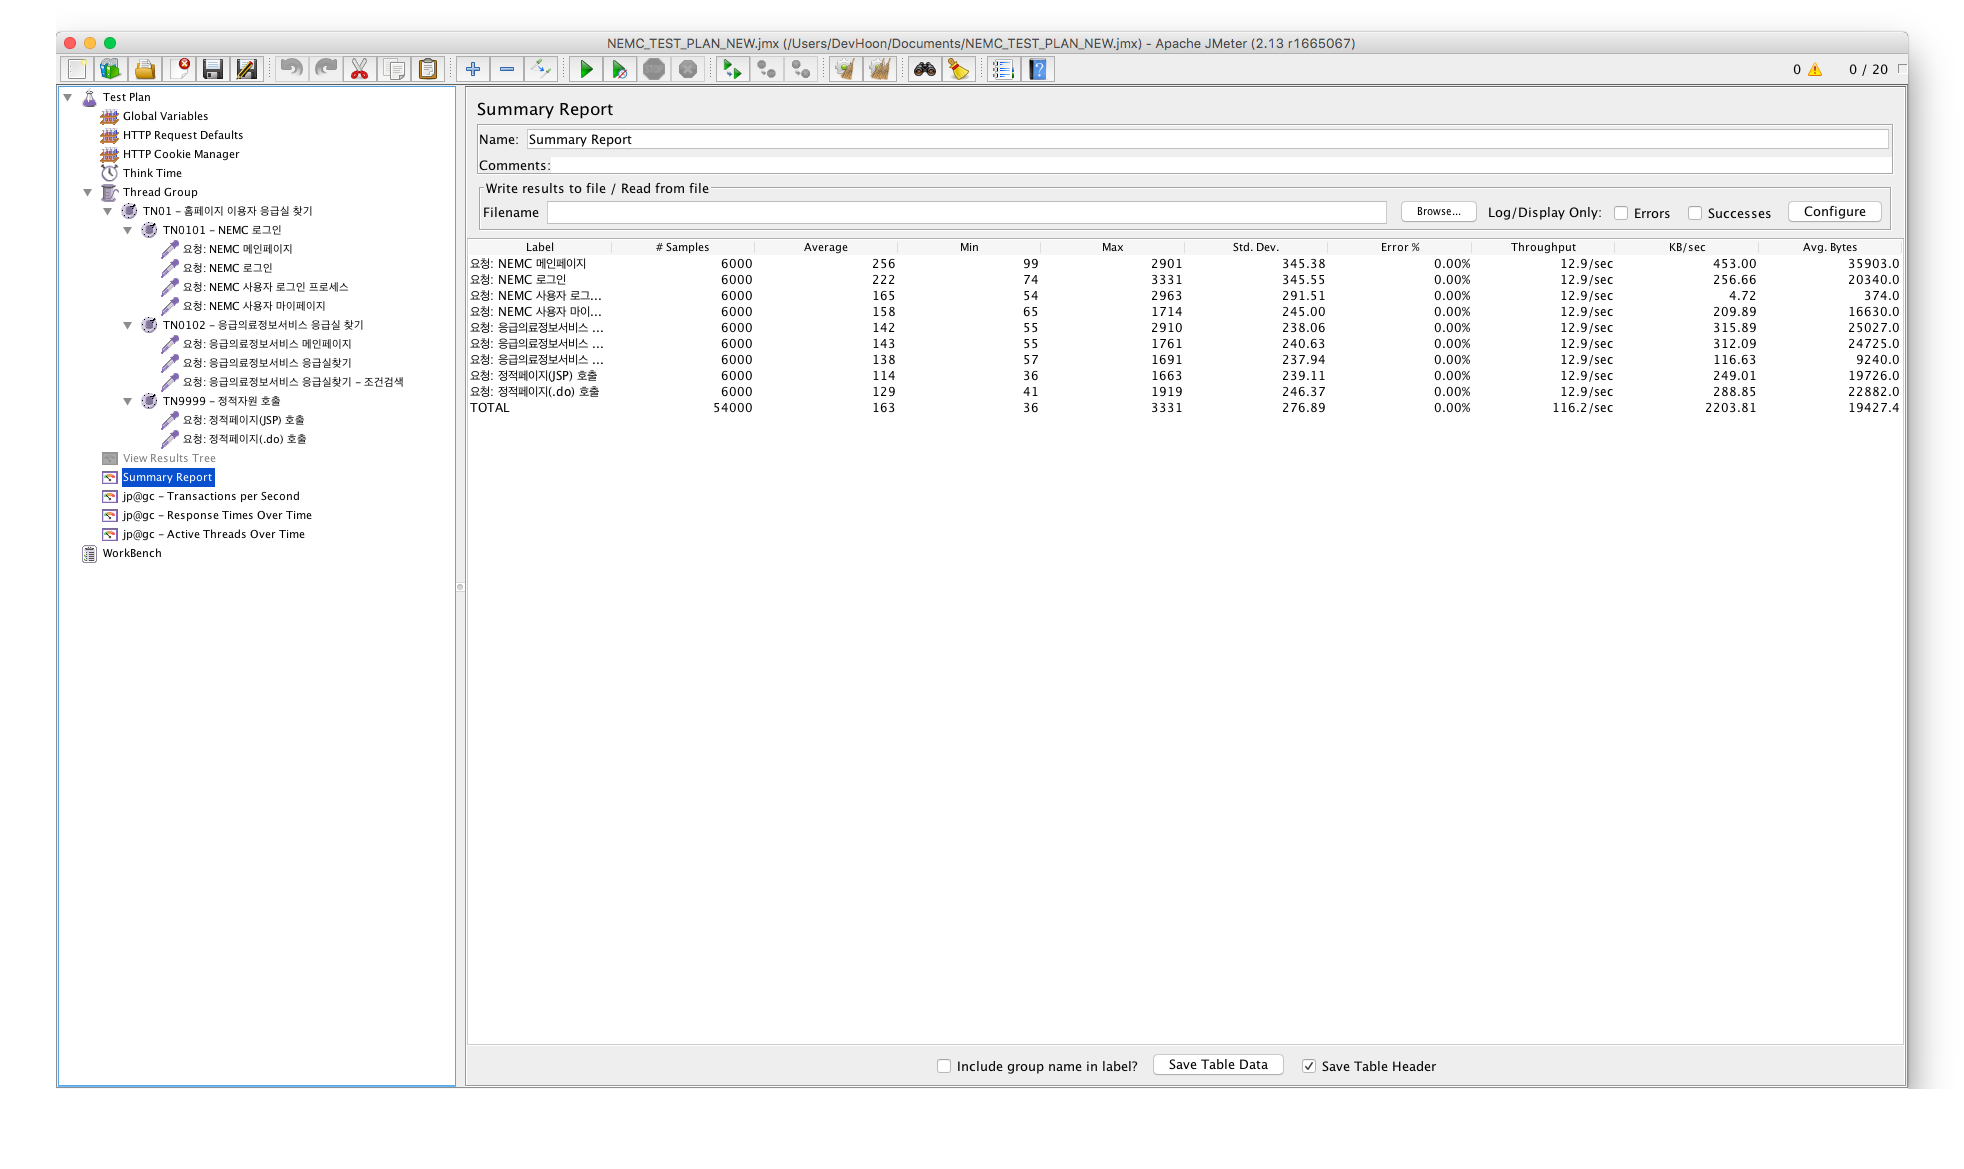 NEMC_TEST_PLAN_NEW.jmx (/Users/DevHoon/Documents/NEMC_TEST_PLAN_NEW.jmx) - Apache JMeter (2.13 r1665067)
0 0 / 20
Test Plan
Global Variables
HTTP Request Defaults
HTTP Cookie Manager
Think Time
Thread Group
TN01 – 홈페이지 이용자 응급실 찾기
TN0101 – NEMC 로그인
요청: NEMC 메인페이지
요청: NEMC 로그인
요청: NEMC 사용자 로그인 프로세스
요청: NEMC 사용자 마이페이지
TN0102 – 응급의료정보서비스 응급실 찾기
요청: 응급의료정보서비스 메인페이지
요청: 응급의료정보서비스 응급실찾기
요청: 응급의료정보서비스 응급실찾기 – 조건검색
TN9999 – 정적자원 호출
요청: 정적페이지(JSP) 호출
요청: 정적페이지(.do) 호출
View Results Tree
Summary Report
jp@gc – Transactions per Second
jp@gc – Response Times Over Time
jp@gc – Active Threads Over Time
WorkBench
Summary Report
Name: Summary Report
Comments:
Write results to file / Read from file
Filename Browse... Log/Display Only: Errors Successes Configure
Label # Samples Average Min Max Std. Dev. Error % Throughput KB/sec Avg. Bytes
요청: NEMC 메인페이지 6000 256 99 2901 345.38 0.00% 12.9/sec 453.00 35903.0
요청: NEMC 로그인 6000 222 74 3331 345.55 0.00% 12.9/sec 256.66 20340.0
요청: NEMC 사용자 로그... 6000 165 54 2963 291.51 0.00% 12.9/sec 4.72 374.0
요청: NEMC 사용자 마이... 6000 158 65 1714 245.00 0.00% 12.9/sec 209.89 16630.0
요청: 응급의료정보서비스 ... 6000 142 55 2910 238.06 0.00% 12.9/sec 315.89 25027.0
요청: 응급의료정보서비스 ... 6000 143 55 1761 240.63 0.00% 12.9/sec 312.09 24725.0
요청: 응급의료정보서비스 ... 6000 138 57 1691 237.94 0.00% 12.9/sec 116.63 9240.0
요청: 정적페이지(JSP) 호출 6000 114 36 1663 239.11 0.00% 12.9/sec 249.01 19726.0
요청: 정적페이지(.do) 호출 6000 129 41 1919 246.37 0.00% 12.9/sec 288.85 22882.0
TOTAL 54000 163 36 3331 276.89 0.00% 116.2/sec 2203.81 19427.4
Include group name in label? Save Table Data Save Table Header